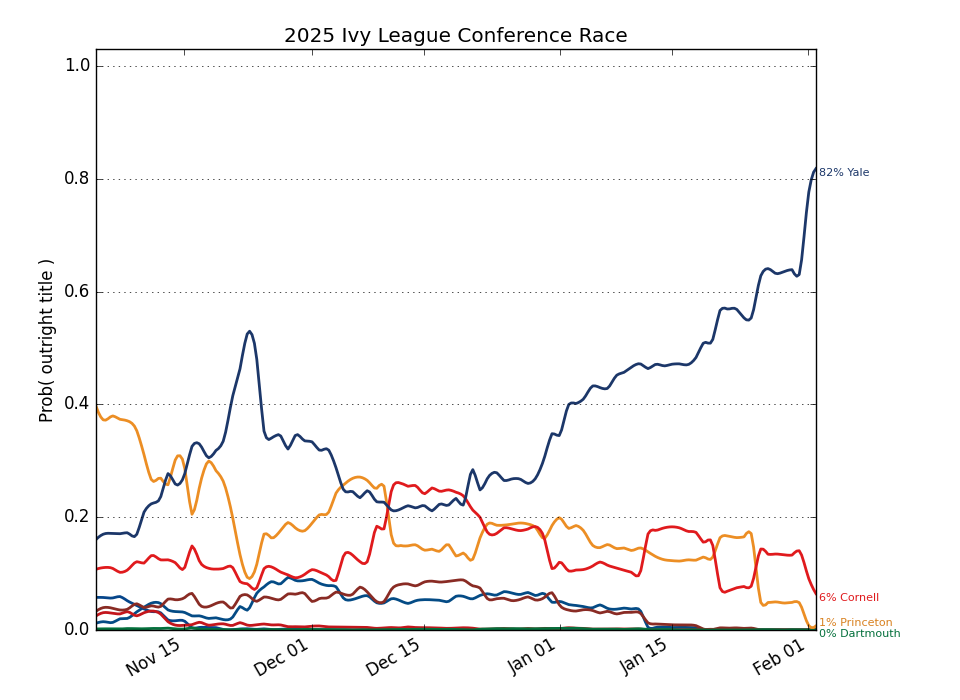 2025 Ivy League Conference Race
1.0
0.8
0.6
0.4
0.2
0.0
Prob( outright title )
82% Yale
6% Cornell
1% Princeton
0% Dartmouth
Nov 15
Dec 01
Dec 15
Jan 01
Jan 15
Feb 01